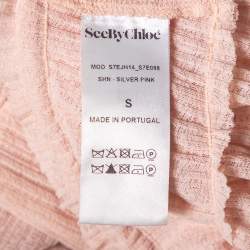 SeeByChloé
MOD. S7EJH14_S7E098
SHN - SILVER PINK
S
MADE IN PORTUGAL